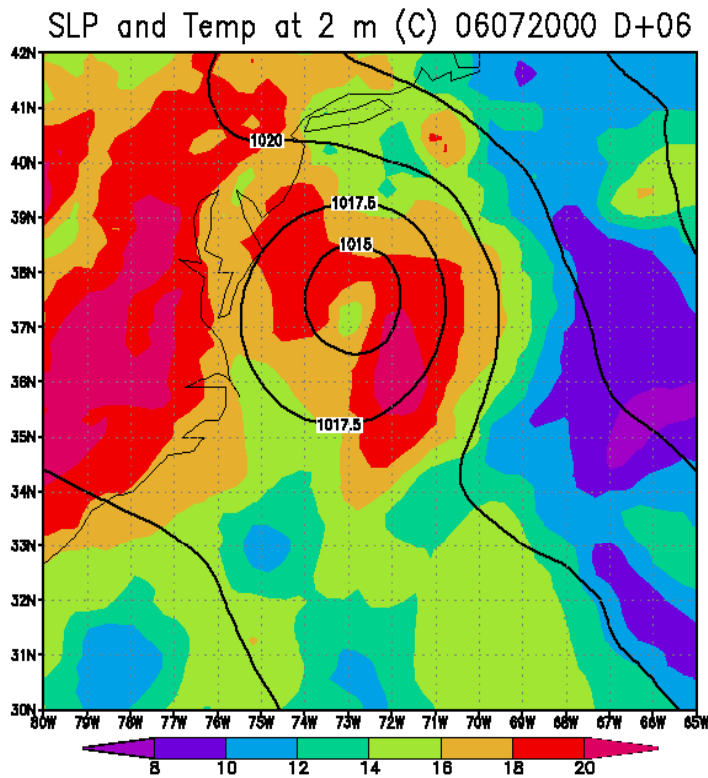 SLP and Temp at 2 m (C) 06072000 D+06
42N
41N
1020
40N
39N
1017.5
1015
38N
37N
36N
1017.5
35N
34N
33N
32N
31N
30N
80W 79W 78W 77W 76W 75W 74W 73W 72W 71W 70W 69W 68W 67W 66W 65W
8 10 12 14 16 18 20